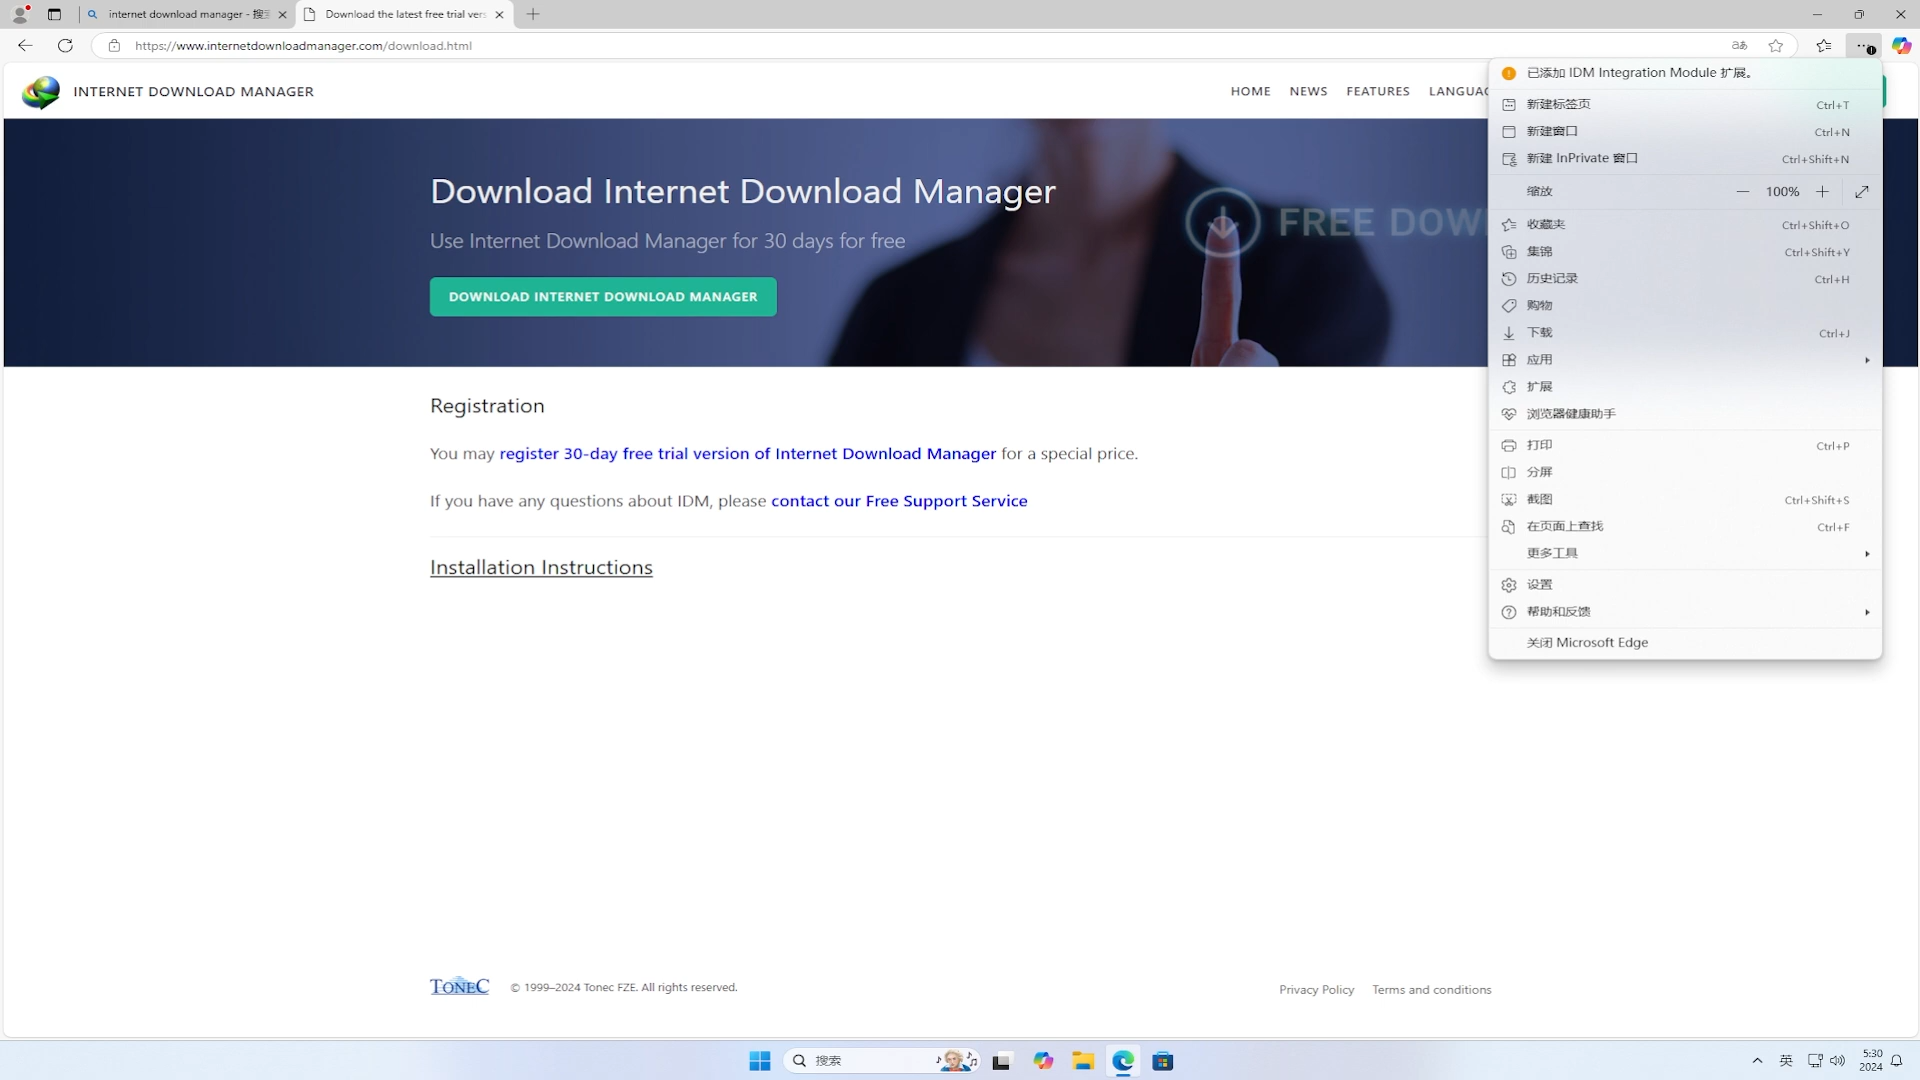 internet download manager - 搜
Download the latest free trial vers
https://www.internetdownloadmanager.com/download.html
INTERNET DOWNLOAD MANAGER
HOME NEWS FEATURES LANGUAG
Download Internet Download Manager
Use Internet Download Manager for 30 days for free
DOWNLOAD INTERNET DOWNLOAD MANAGER
FREE DOW
Registration
You may register 30-day free trial version of Internet Download Manager for a special price.
If you have any questions about IDM, please contact our Free Support Service
Installation Instructions
已添加 IDM Integration Module 扩展。
新建标签页 Ctrl+T
新建窗口 Ctrl+N
新建 InPrivate 窗口 Ctrl+Shift+N
缩放 100%
收藏夹 Ctrl+Shift+O
集锦 Ctrl+Shift+Y
历史记录 Ctrl+H
购物
下载 Ctrl+J
应用
扩展
浏览器健康助手
打印 Ctrl+P
分屏
截图 Ctrl+Shift+S
在页面上查找 Ctrl+F
更多工具
设置
帮助和反馈
关闭 Microsoft Edge
TONEC © 1999–2024 Tonec FZE. All rights reserved.
Privacy Policy Terms and conditions
搜索
英
5:30
2024